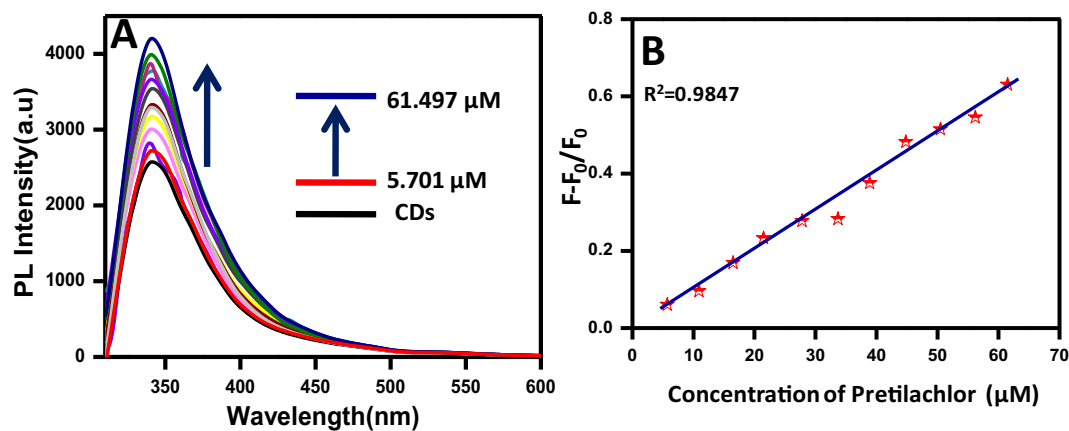 A
PL Intensity(a.u)
4000
3000
2000
1000
0
350
400
450
500
550
600
Wavelength(nm)
61.497 μM
5.701 μM
CDs
B
R²=0.9847
F-F₀/F₀
0.8
0.6
0.4
0.2
0.0
0
10
20
30
40
50
60
70
Concentration of Pretilachlor (μM)